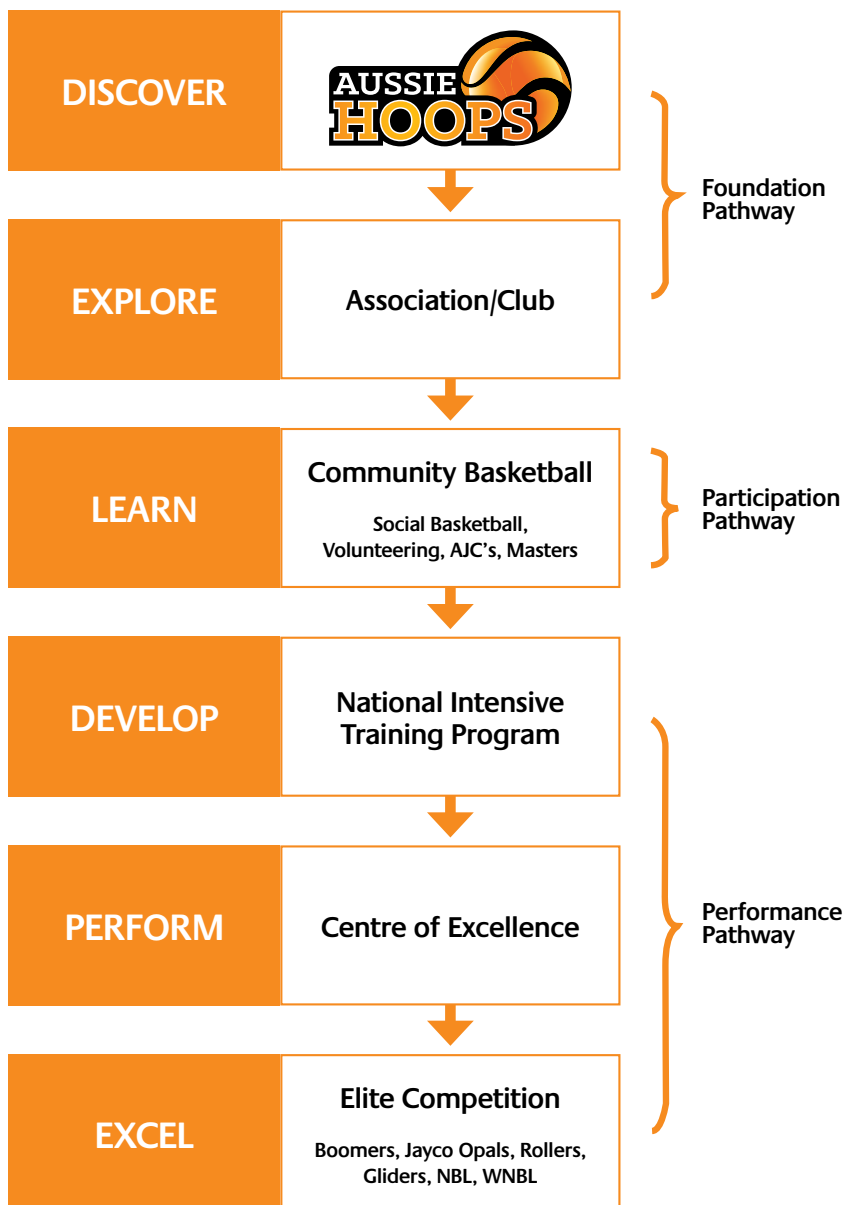 DISCOVER
AUSSIE
HOOPS
Foundation
Pathway
EXPLORE
Association/Club
LEARN
Community Basketball
Social Basketball,
Volunteering, AJC's, Masters
Participation
Pathway
DEVELOP
National Intensive
Training Program
PERFORM
Centre of Excellence
Performance
Pathway
EXCEL
Elite Competition
Boomers, Jayco Opals, Rollers,
Gliders, NBL, WNBL